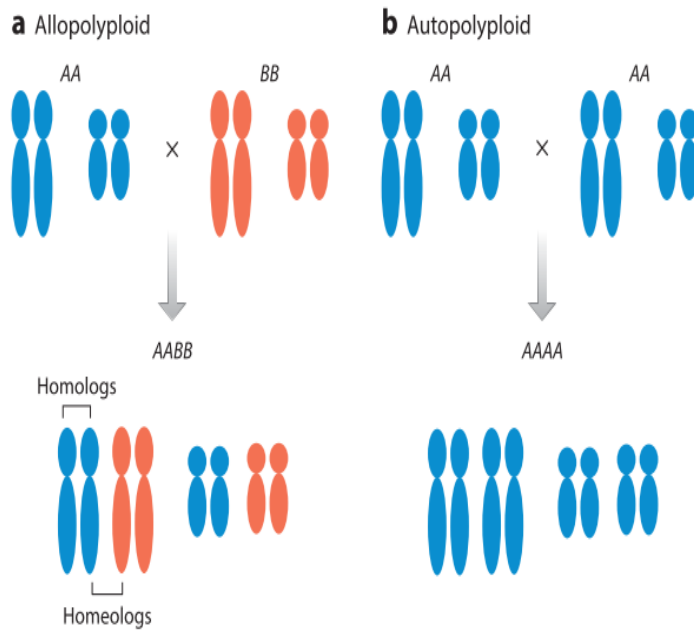 a Allopolyploid
AA
BB
×
AABB
Homologs
Homeologs
b Autopolyploid
AA
AA
×
AAAA